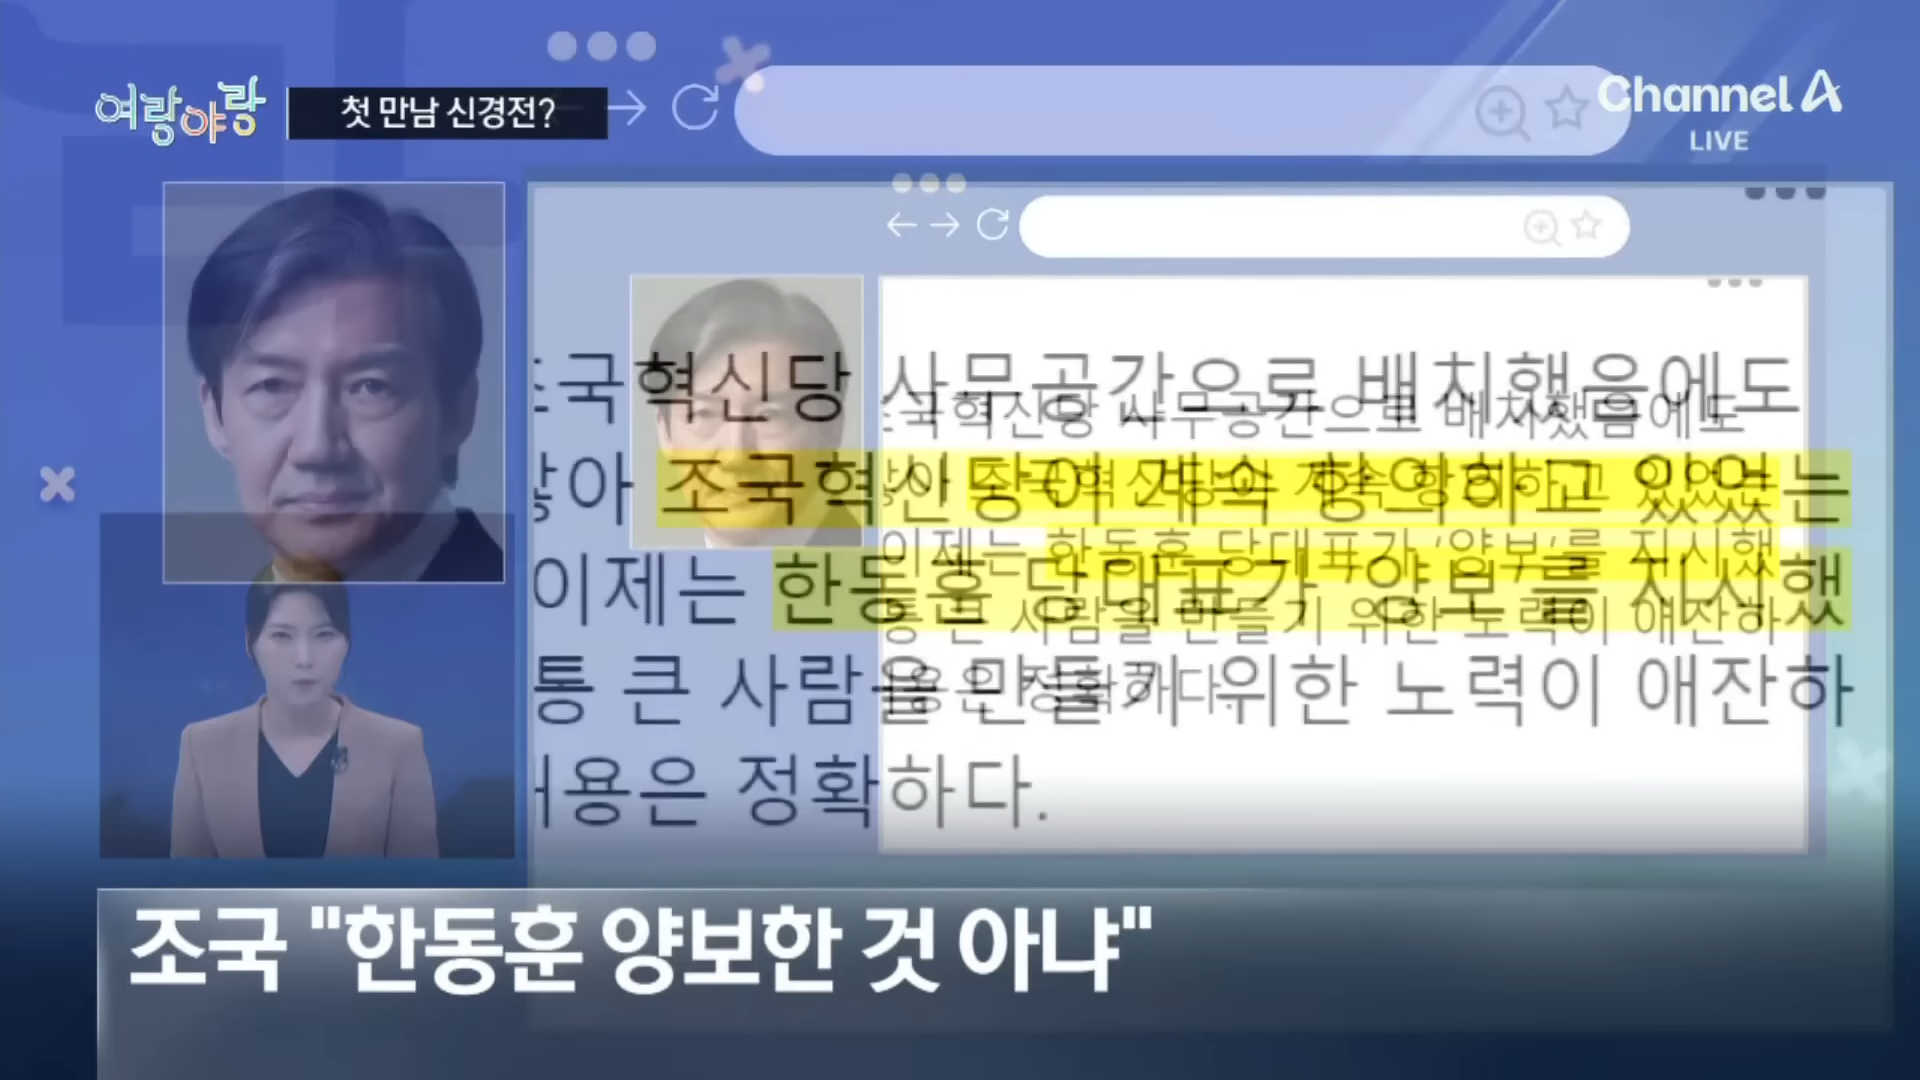 여랑야랑
첫 만남 신경전?
Channel A
LIVE
조국혁신당 사무공간으로 배치했음에도
않아 조국혁신당이 계속 항의하고 있었는
이제는 한동훈 당대표가 '양보'를 지시했
통 큰 사람을 만들기 위한 노력이 애잔하
내용은 정확하다.
조국 "한동훈 양보한 것 아냐"